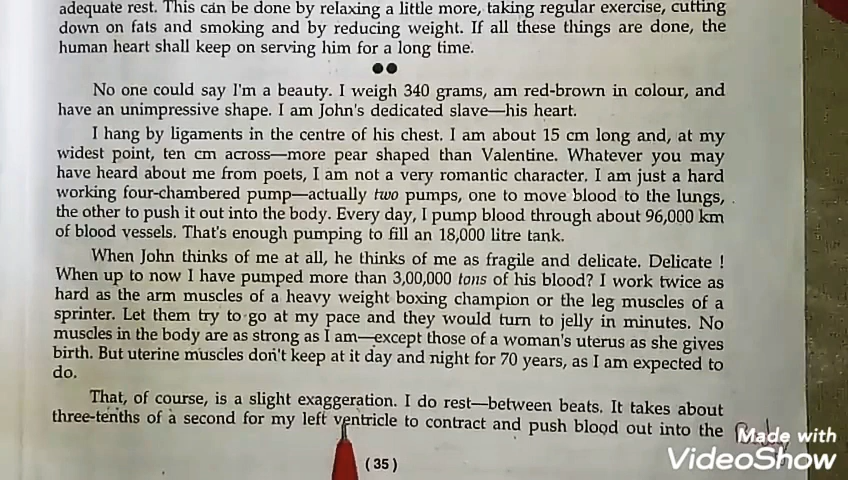 adequate rest. This can be done by relaxing a little more, taking regular exercise, cutting
down on fats and smoking and by reducing weight. If all these things are done, the
human heart shall keep on serving him for a long time.
No one could say I'm a beauty. I weigh 340 grams, am red-brown in colour, and
have an unimpressive shape. I am John's dedicated slave—his heart.
I hang by ligaments in the centre of his chest. I am about 15 cm long and, at my
widest point, ten cm across—more pear shaped than Valentine. Whatever you may
have heard about me from poets, I am not a very romantic character. I am just a hard
working four-chambered pump—actually two pumps, one to move blood to the lungs,
the other to push it out into the body. Every day, I pump blood through about 96,000 km
of blood vessels. That's enough pumping to fill an 18,000 litre tank.
When John thinks of me at all, he thinks of me as fragile and delicate. Delicate !
When up to now I have pumped more than 3,00,000 tons of his blood? I work twice as
hard as the arm muscles of a heavy weight boxing champion or the leg muscles of a
sprinter. Let them try to go at my pace and they would turn to jelly in minutes. No
muscles in the body are as strong as I am—except those of a woman's uterus as she gives
birth. But uterine muscles don't keep at it day and night for 70 years, as I am expected to
do.
That, of course, is a slight exaggeration. I do rest—between beats. It takes about
three-tenths of a second for my left ventricle to contract and push blood out into the
(35)
Made with
VideoShow